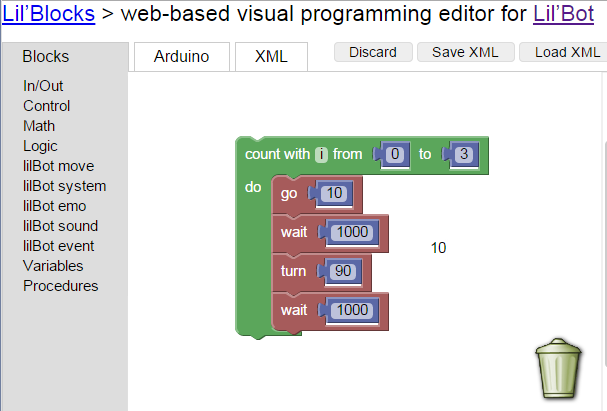 Lil'Blocks > web-based visual programming editor for Lil'Bot
Blocks
Arduino
XML
Discard
Save XML
Load XML
In/Out
Control
Math
Logic
lilBot move
lilBot system
lilBot emo
lilBot sound
lilBot event
Variables
Procedures
count with i from 0 to 3
do
go 10
wait 1000
10
turn 90
wait 1000